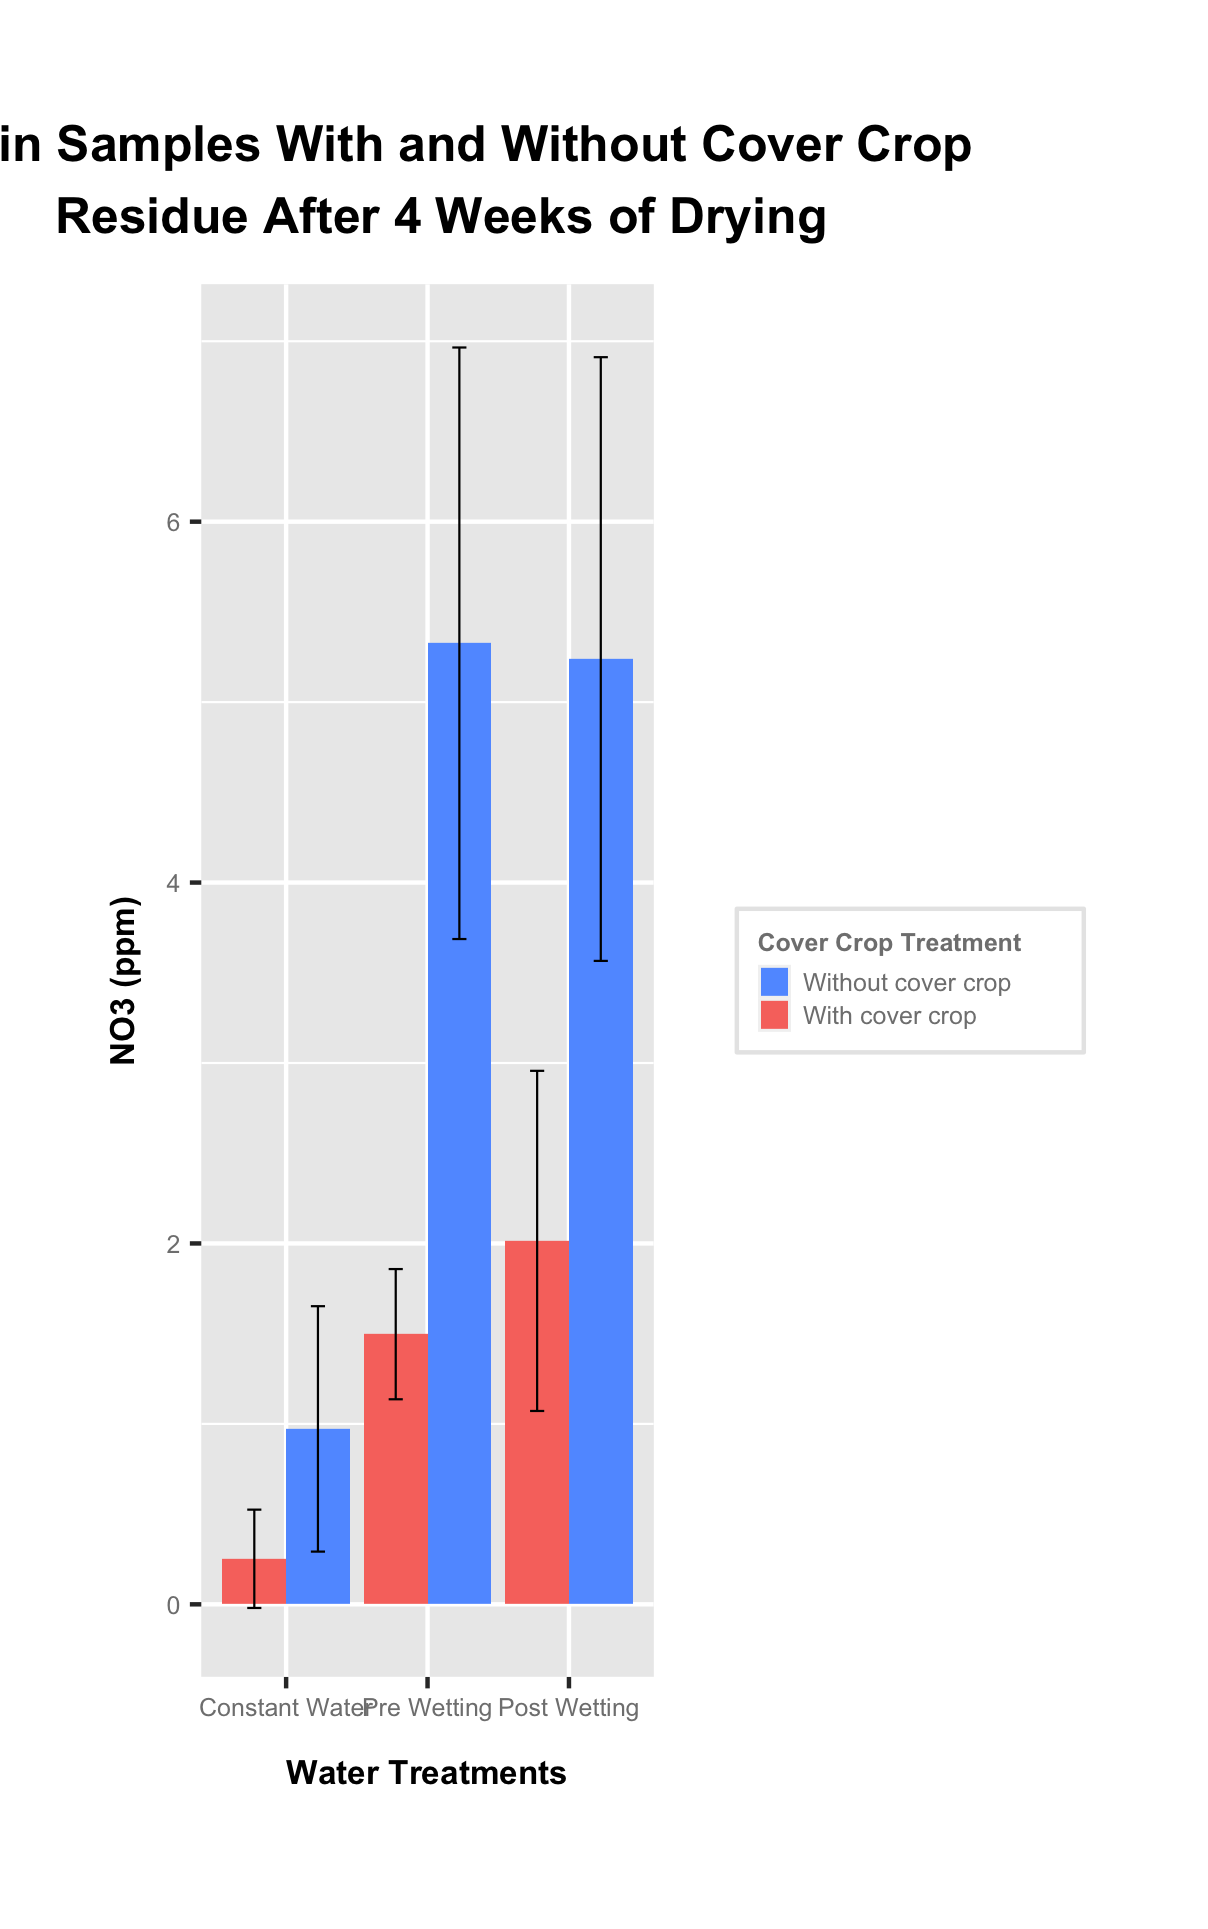 in Samples With and Without Cover Crop
Residue After 4 Weeks of Drying
6
4
2
0
NO3 (ppm)
Cover Crop Treatment
Without cover crop
With cover crop
Constant Water Pre Wetting Post Wetting
Water Treatments